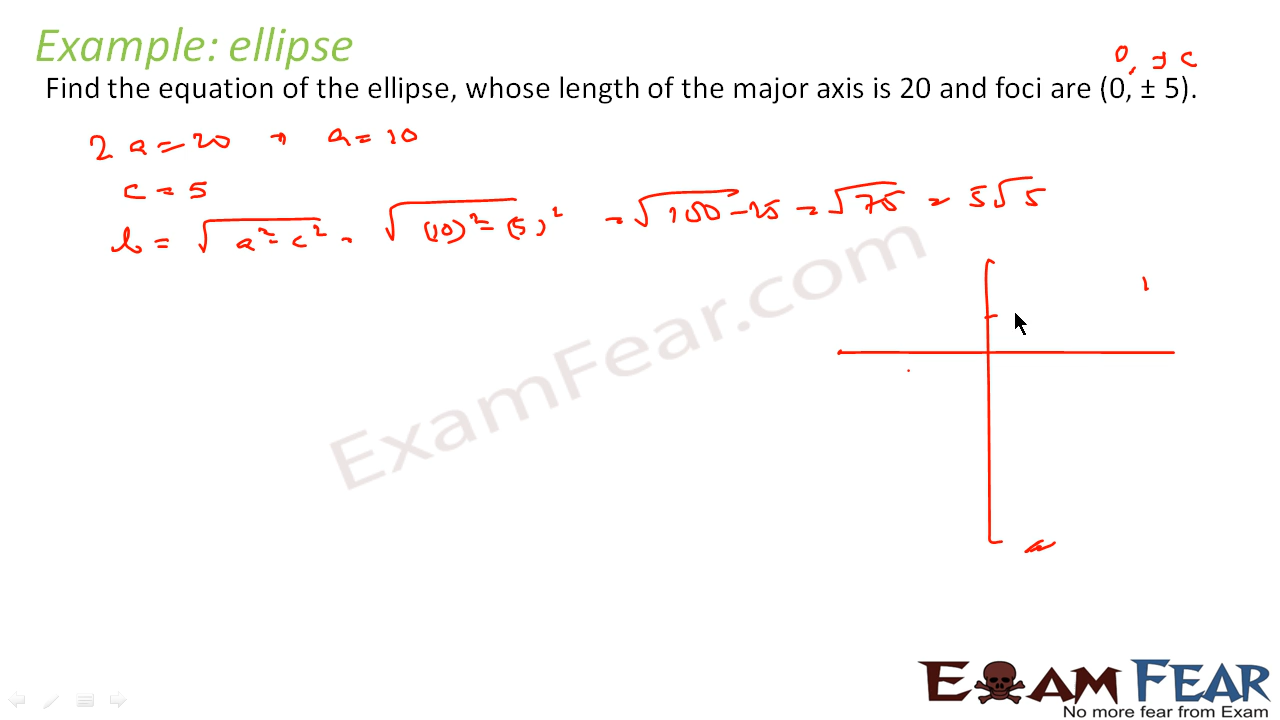 Example: ellipse
0, ± c
Find the equation of the ellipse, whose length of the major axis is 20 and foci are (0, ± 5).
2a = 20 → a = 10
c = 5
b = √a² - c² = √(10)² - (5)² = √100 - 25 = √75 = 5√5
ExamFear.com
EXAM FEAR
No more fear from Exam